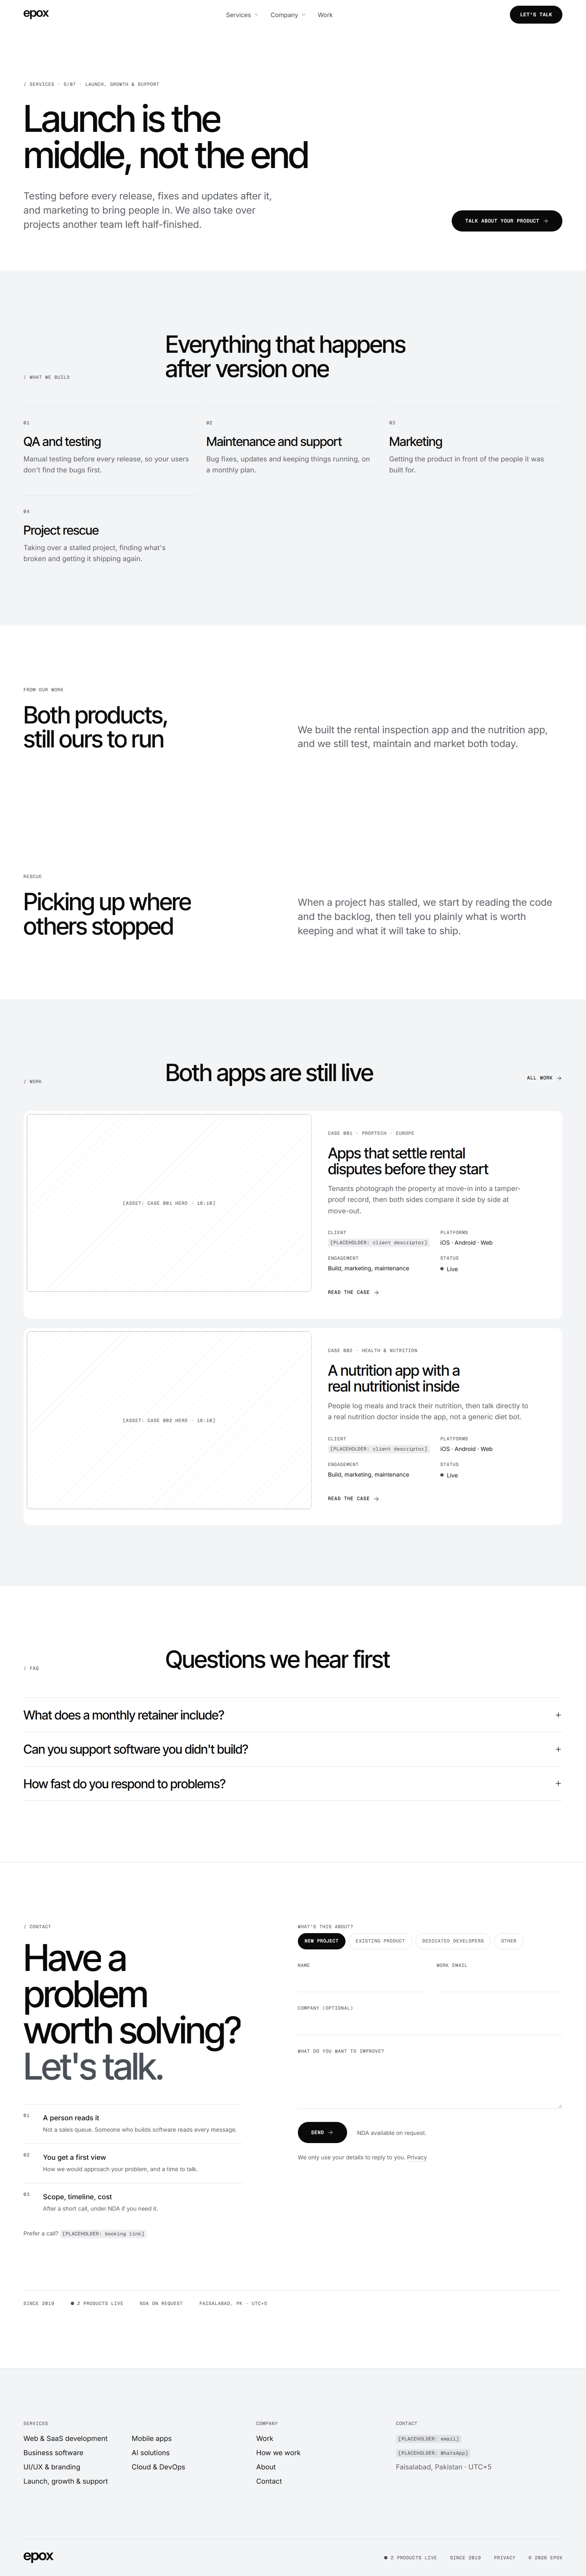 epox
Services
Company
Work
LET'S TALK
/ SERVICES · 6/07 · LAUNCH, GROWTH & SUPPORT
Launch is the
middle, not the end
Testing before every release, fixes and updates after it,
and marketing to bring people in. We also take over
projects another team left half-finished.
TALK ABOUT YOUR PRODUCT →
Everything that happens
after version one
/ WHAT WE BUILD
01
QA and testing
Manual testing before every release, so your users
don't find the bugs first.
02
Maintenance and support
Bug fixes, updates and keeping things running, on
a monthly plan.
03
Marketing
Getting the product in front of the people it was
built for.
04
Project rescue
Taking over a stalled project, finding what's
broken and getting it shipping again.
FROM OUR WORK
Both products,
still ours to run
We built the rental inspection app and the nutrition app,
and we still test, maintain and market both today.
RESCUE
Picking up where
others stopped
When a project has stalled, we start by reading the code
and the backlog, then tell you plainly what is worth
keeping and what it will take to ship.
/ WORK
Both apps are still live
ALL WORK →
[ASSET: CASE 001 HERO · 16:10]
CASE 001 · PROPTECH · EUROPE
Apps that settle rental
disputes before they start
Tenants photograph the property at move-in into a tamper-
proof record, then both sides compare it side by side at
move-out.
CLIENT
[PLACEHOLDER: client descriptor]
PLATFORMS
iOS · Android · Web
ENGAGEMENT
Build, marketing, maintenance
STATUS
Live
READ THE CASE →
[ASSET: CASE 002 HERO · 16:10]
CASE 002 · HEALTH & NUTRITION
A nutrition app with a
real nutritionist inside
People log meals and track their nutrition, then talk directly to
a real nutrition doctor inside the app, not a generic diet bot.
CLIENT
[PLACEHOLDER: client descriptor]
PLATFORMS
iOS · Android · Web
ENGAGEMENT
Build, marketing, maintenance
STATUS
Live
READ THE CASE →
/ FAQ
Questions we hear first
What does a monthly retainer include? +
Can you support software you didn't build? +
How fast do you respond to problems? +
/ CONTACT
Have a
problem
worth solving?
Let's talk.
01
A person reads it
Not a sales queue. Someone who builds software reads every message.
02
You get a first view
How we would approach your problem, and a time to talk.
03
Scope, timeline, cost
After a short call, under NDA if you need it.
Prefer a call? [PLACEHOLDER: booking link]
WHAT'S THIS ABOUT?
NEW PROJECT
EXISTING PRODUCT
DEDICATED DEVELOPERS
OTHER
NAME
WORK EMAIL
COMPANY (OPTIONAL)
WHAT DO YOU WANT TO IMPROVE?
SEND →
NDA available on request.
We only use your details to reply to you. Privacy
SINCE 2019
2 PRODUCTS LIVE
NDA ON REQUEST
FAISALABAD, PK · UTC+5
SERVICES
Web & SaaS development
Business software
UI/UX & branding
Launch, growth & support
Mobile apps
AI solutions
Cloud & DevOps
COMPANY
Work
How we work
About
Contact
CONTACT
[PLACEHOLDER: email]
[PLACEHOLDER: WhatsApp]
Faisalabad, Pakistan · UTC+5
epox
2 PRODUCTS LIVE
SINCE 2019
PRIVACY
© 2026 EPOX